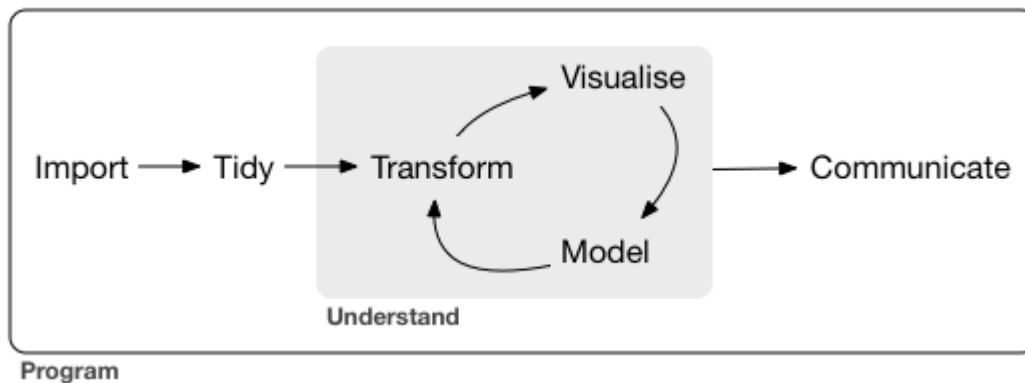 Visualise
Import Tidy Transform Communicate
Model
Understand
Program